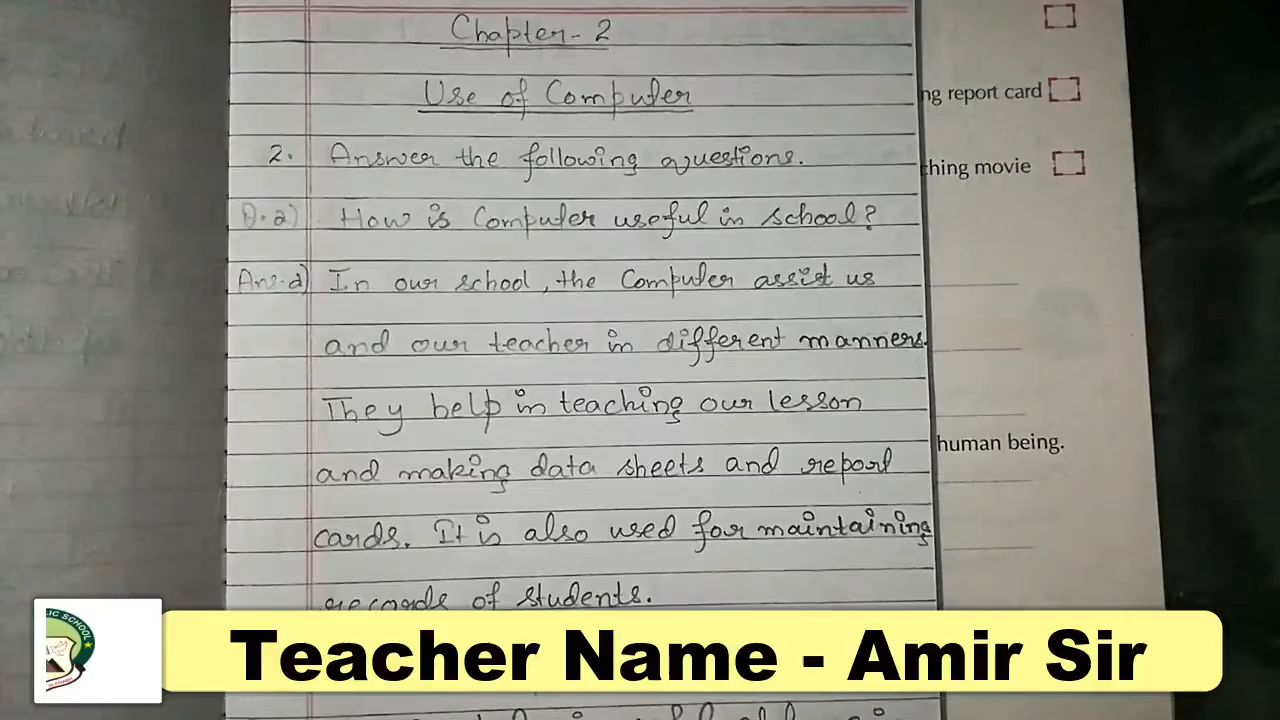 Chapter - 2
Use of Computer
2. Answer the following questions.
Q.a) How is Computer useful in school?
Ans.a) In our school, the Computer assist us
and our teacher in different manners.
They help in teaching our lesson
and making data sheets and report
cards. It is also used for maintaining
records of students.
ng report card
ching movie
human being.
LIC SCHOOL
Teacher Name - Amir Sir